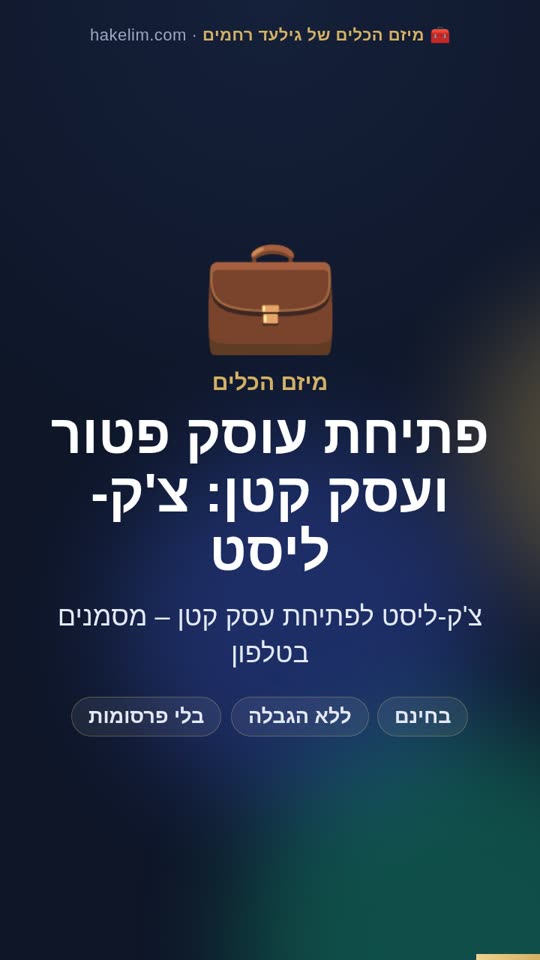 🧰 מיזם הכלים של גילעד רחמים · hakelim.com
מיזם הכלים
פתיחת עוסק פטור
ועסק קטן: צ'ק-
ליסט
צ'ק-ליסט לפתיחת עסק קטן – מסמנים
בטלפון
בחינם
ללא הגבלה
בלי פרסומות